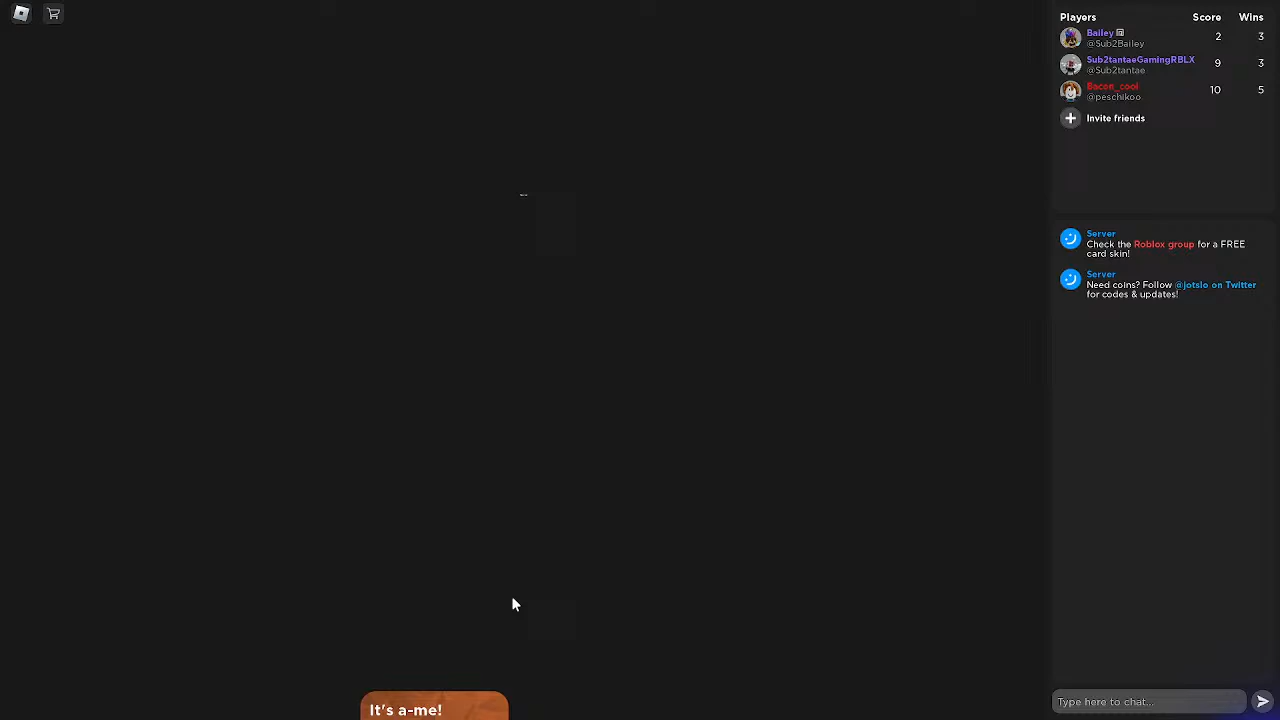 Players Score Wins
Bailey 2 3
@Sub2Bailey
Sub2tantaeGamingRBLX 9 3
@Sub2tantae
Bacon_cool 10 5
@peschikoo
Invite friends
Server
Check the Roblox group for a FREE
card skin!
Server
Need coins? Follow @jotslo on Twitter
for codes & updates!
It's a-me!
Type here to chat...